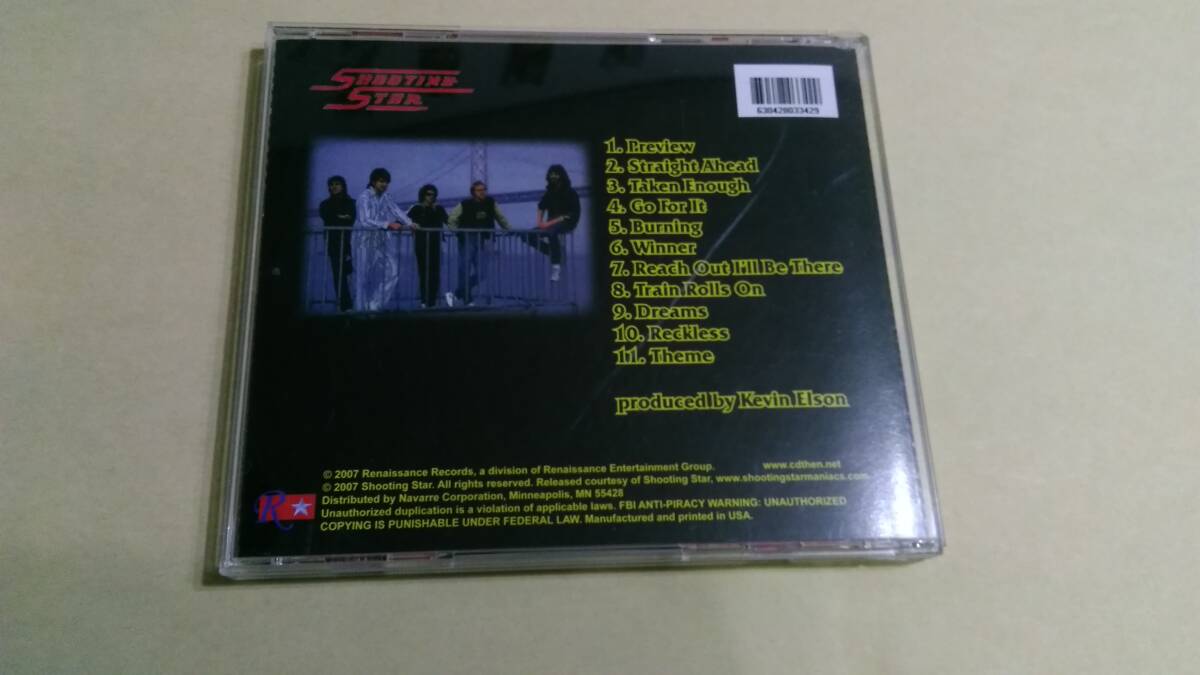 SHOOTING
STAR
630428033429
1. Preview
2. Straight Ahead
3. Taken Enough
4. Go For It
5. Burning
6. Winner
7. Reach Out I'll Be There
8. Train Rolls On
9. Dreams
10. Reckless
11. Theme
produced by Kevin Elson
© 2007 Renaissance Records, a division of Renaissance Entertainment Group. www.cdthen.net
© 2007 Shooting Star. All rights reserved. Released courtesy of Shooting Star, www.shootingstarmaniacs.com
Distributed by Navarre Corporation, Minneapolis, MN 55428
Unauthorized duplication is a violation of applicable laws. FBI ANTI-PIRACY WARNING: UNAUTHORIZED
COPYING IS PUNISHABLE UNDER FEDERAL LAW. Manufactured and printed in USA.
R